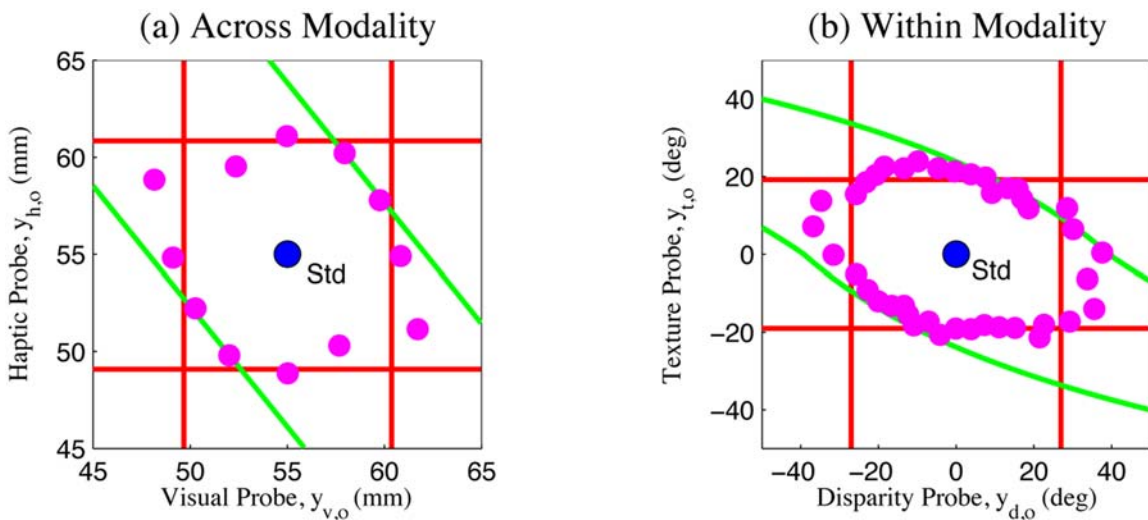 (a) Across Modality
65
60
55
50
45
Haptic Probe, y_h,o (mm)
Std
45
50
55
60
65
Visual Probe, y_v,o (mm)
(b) Within Modality
40
20
0
−20
−40
Texture Probe, y_t,o (deg)
Std
−40
−20
0
20
40
Disparity Probe, y_d,o (deg)